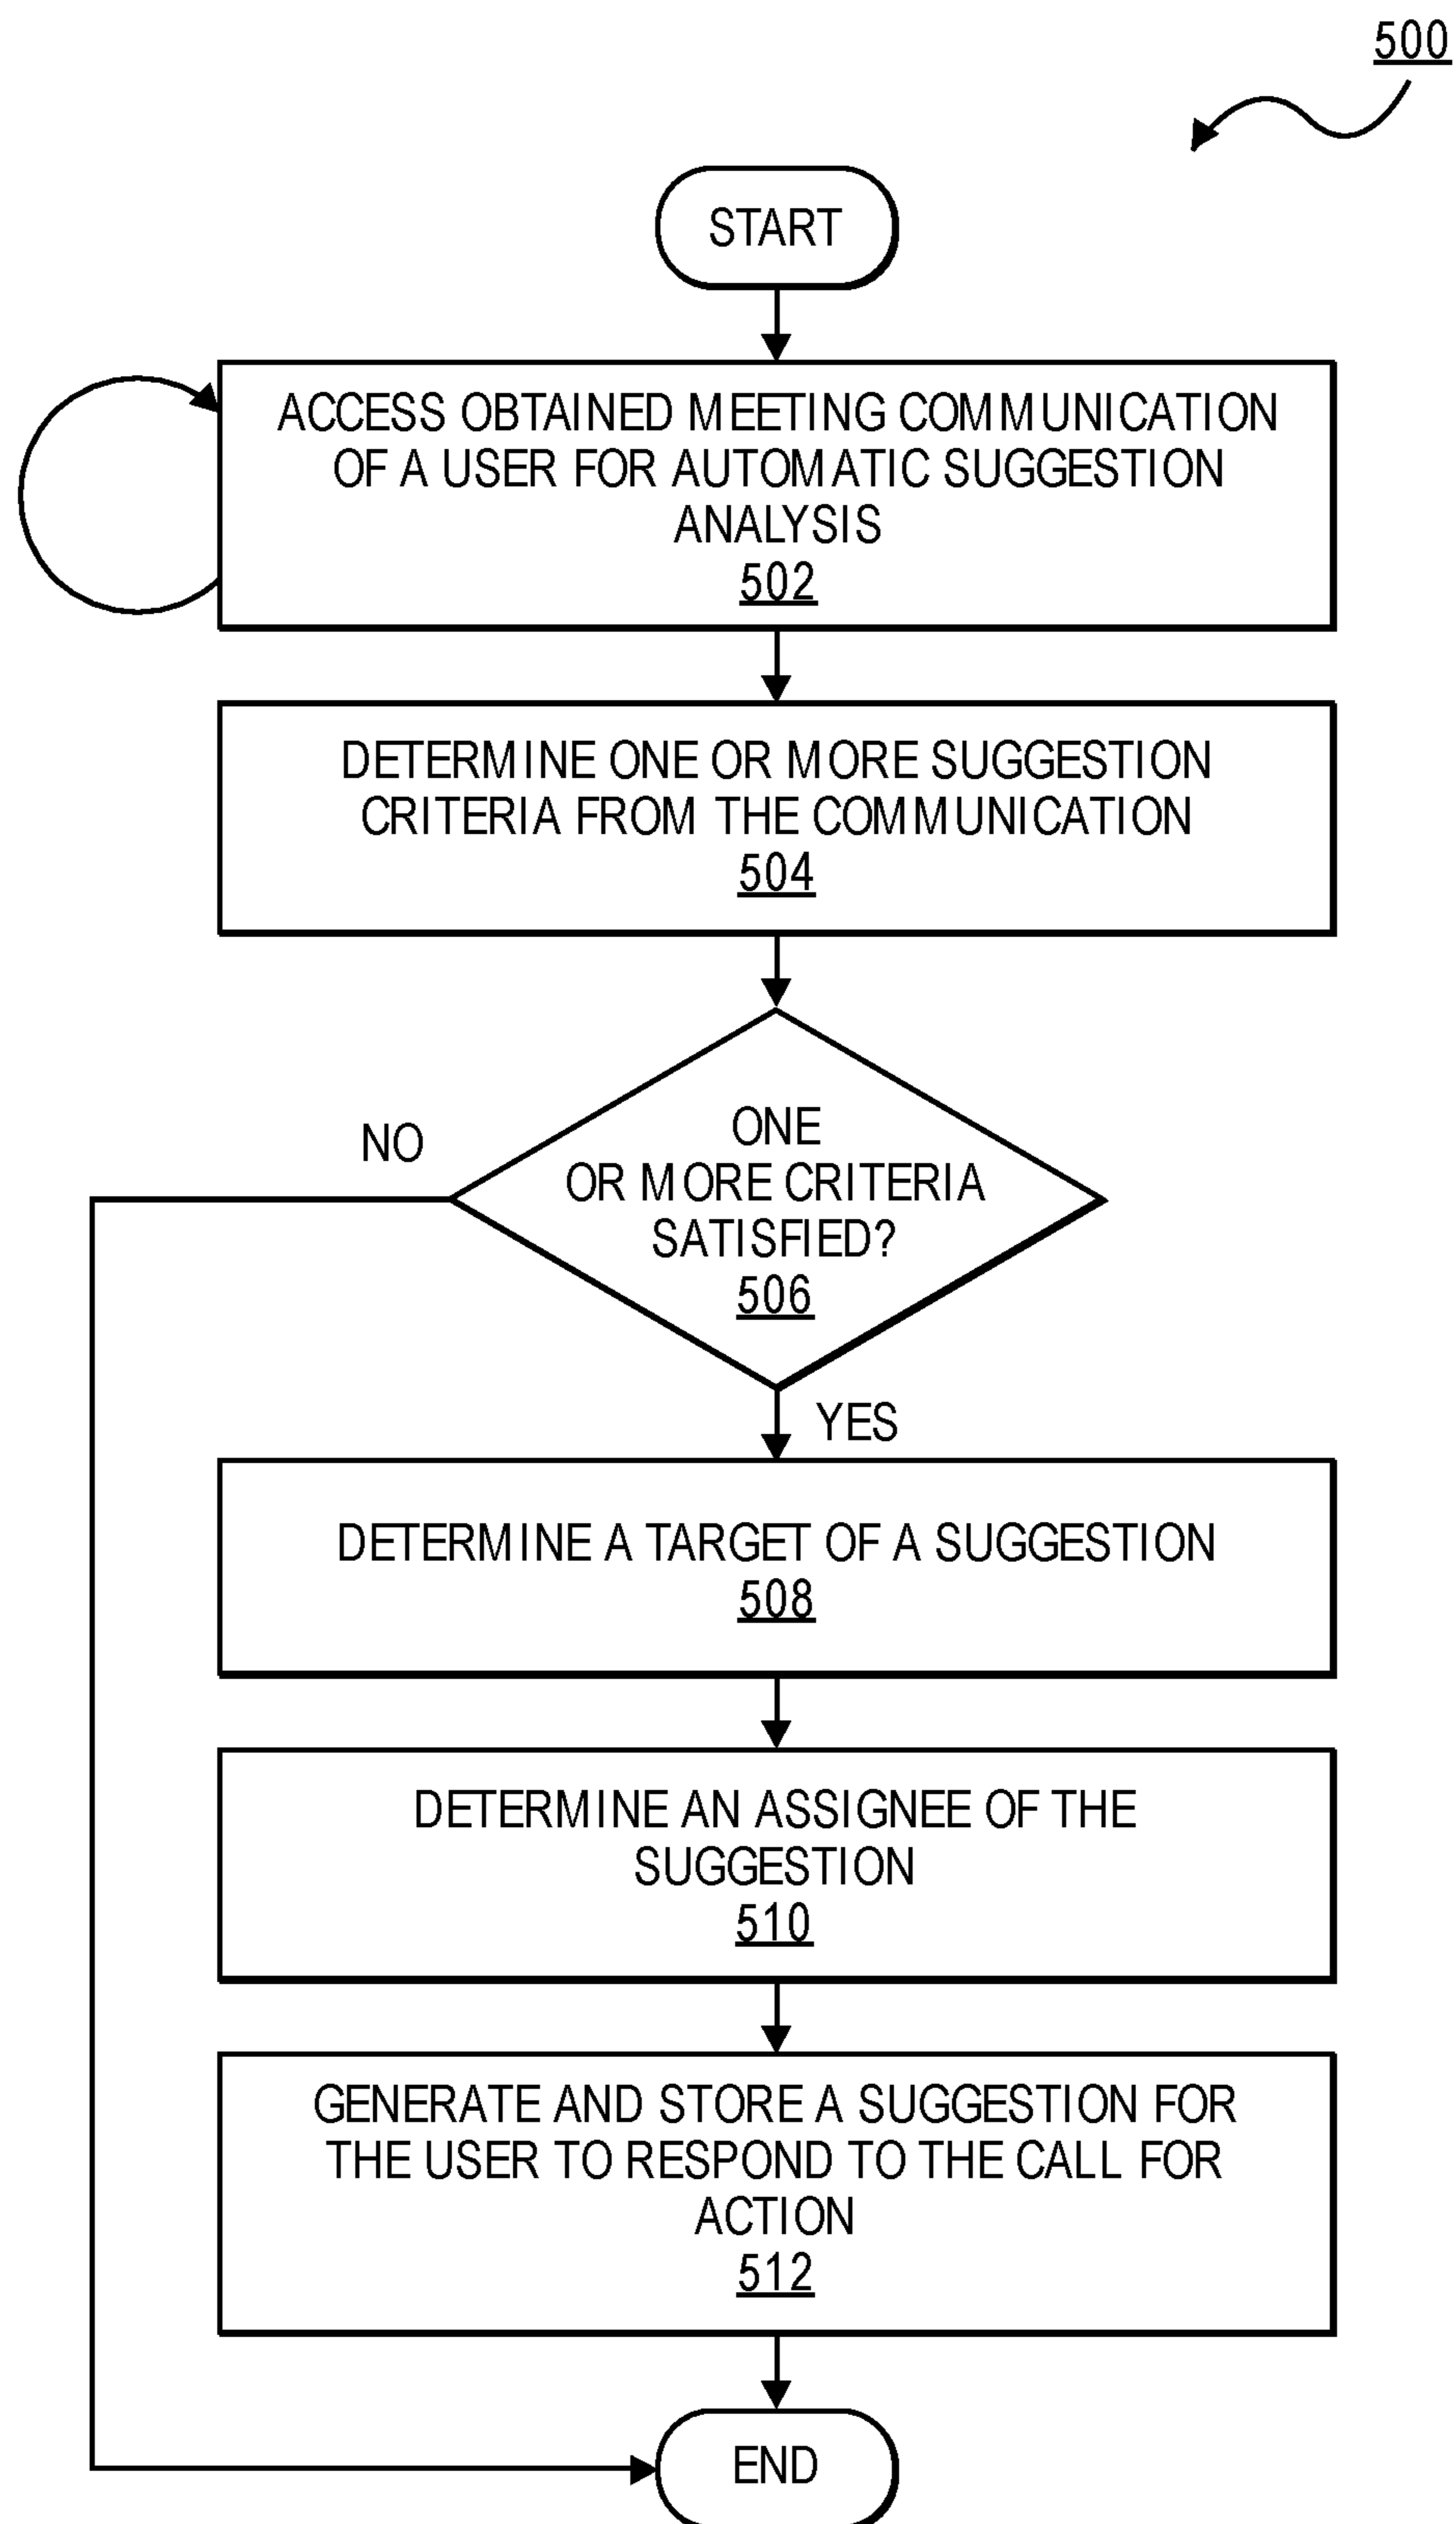 500
START
ACCESS OBTAINED MEETING COMMUNICATION
OF A USER FOR AUTOMATIC SUGGESTION
ANALYSIS
502
DETERMINE ONE OR MORE SUGGESTION
CRITERIA FROM THE COMMUNICATION
504
ONE
OR MORE CRITERIA
SATISFIED?
506
NO
YES
DETERMINE A TARGET OF A SUGGESTION
508
DETERMINE AN ASSIGNEE OF THE
SUGGESTION
510
GENERATE AND STORE A SUGGESTION FOR
THE USER TO RESPOND TO THE CALL FOR
ACTION
512
END